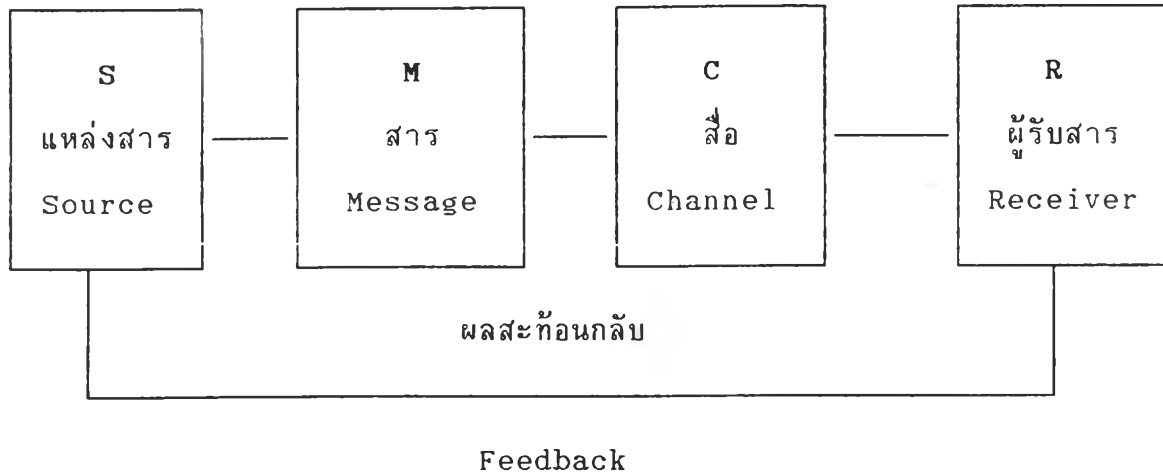 S
แหล่งสาร
Source
M
สาร
Message
C
สื่อ
Channel
R
ผู้รับสาร
Receiver
ผลสะท้อนกลับ
Feedback